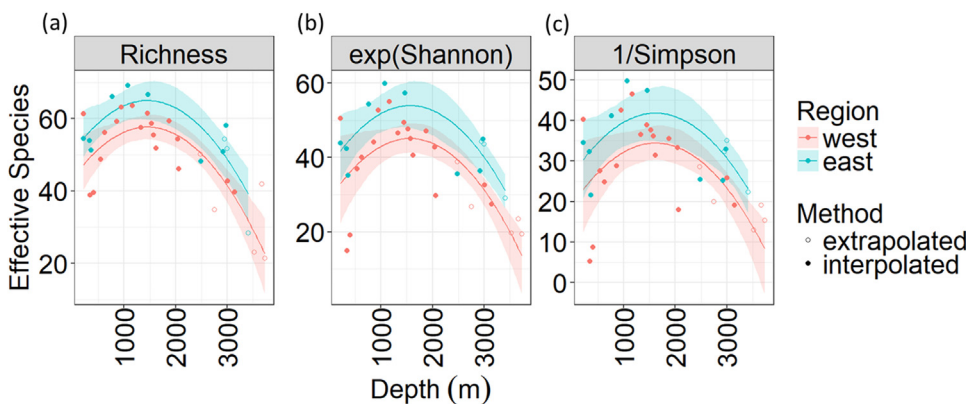 (a) (b) (c)
Richness exp(Shannon) 1/Simpson
Effective Species
60
40
20
60
40
20
50
40
30
20
10
0
1000 2000 3000 1000 2000 3000 1000 2000 3000
Depth (m)
Region
west
east
Method
extrapolated
interpolated